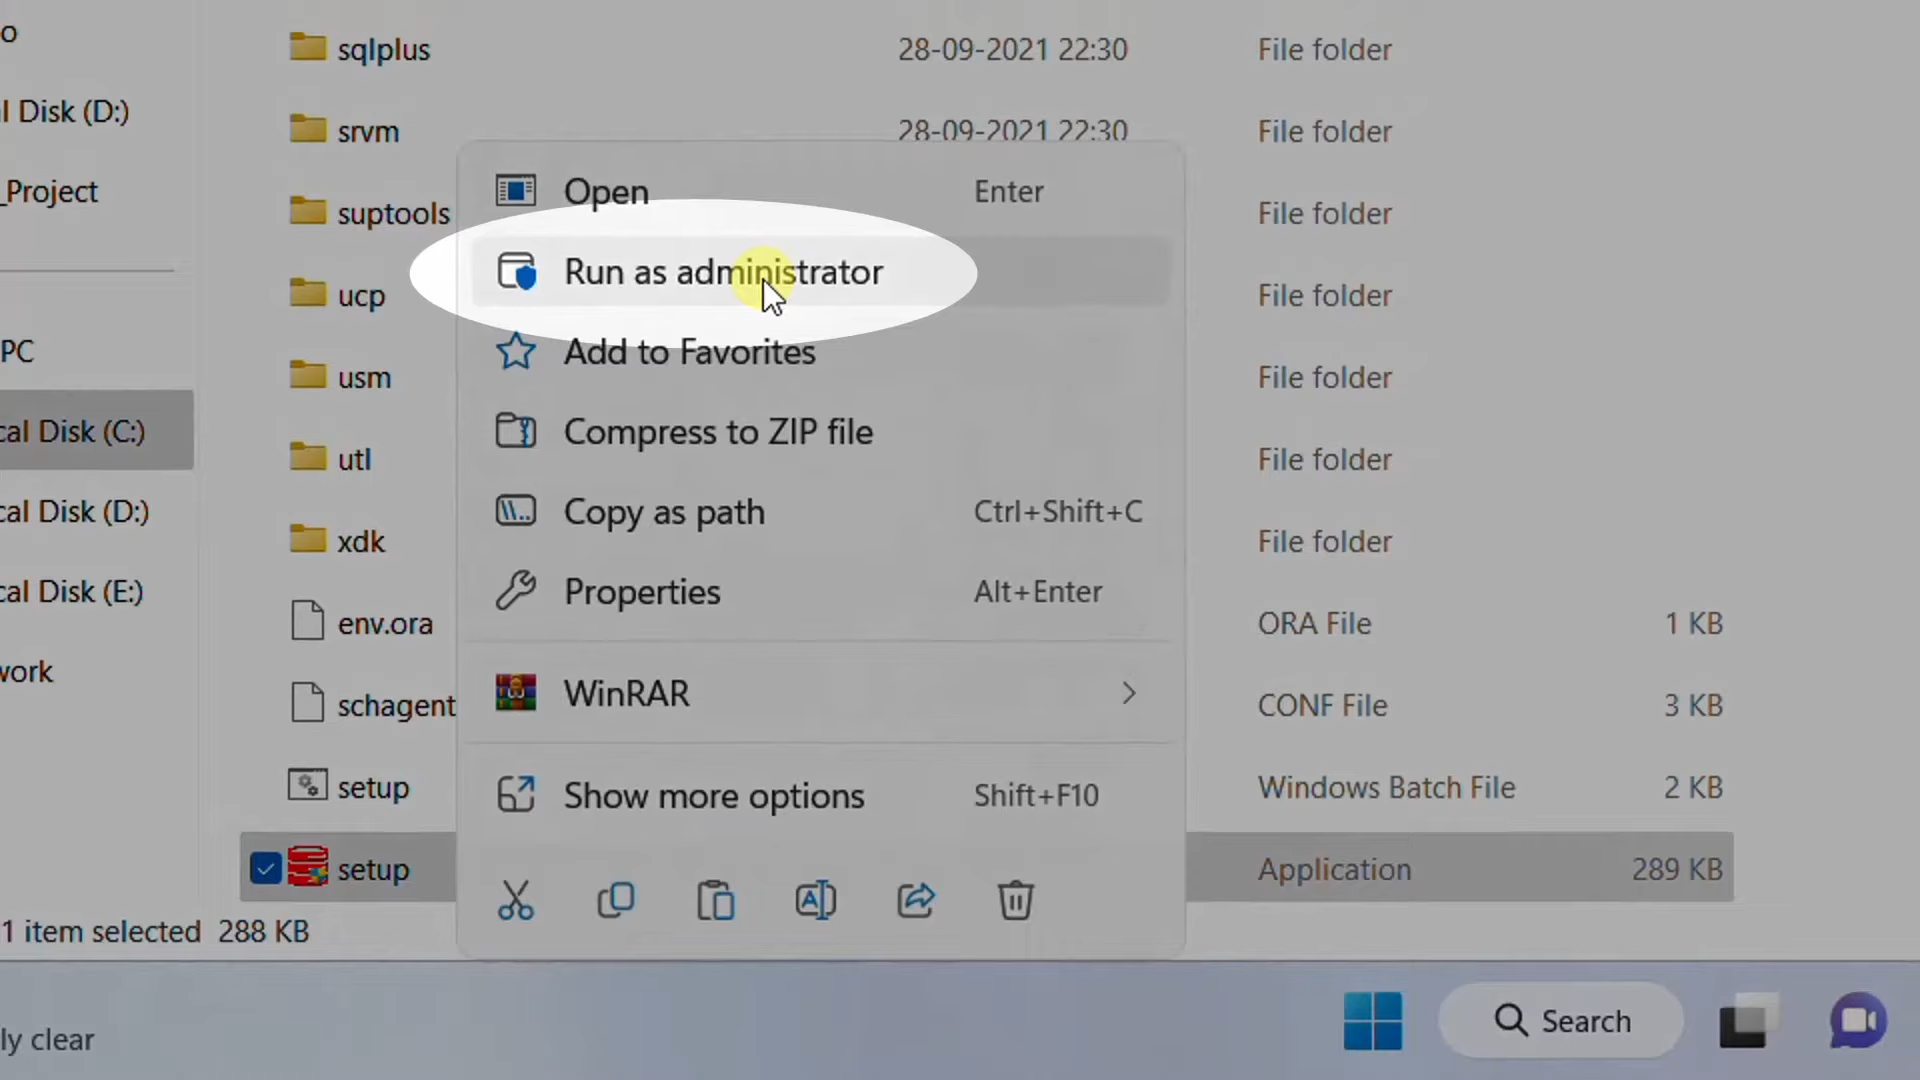 o
sqlplus 28-09-2021 22:30 File folder
l Disk (D:)
srvm 28-09-2021 22:30 File folder
_Project
suptools File folder
Open Enter
Run as administrator
ucp File folder
PC
Add to Favorites
usm File folder
cal Disk (C:)
Compress to ZIP file
utl File folder
cal Disk (D:)
Copy as path Ctrl+Shift+C
xdk File folder
cal Disk (E:)
Properties Alt+Enter
env.ora ORA File 1 KB
work
WinRAR
schagent CONF File 3 KB
setup Windows Batch File 2 KB
Show more options Shift+F10
setup Application 289 KB
1 item selected 288 KB
ly clear
Search